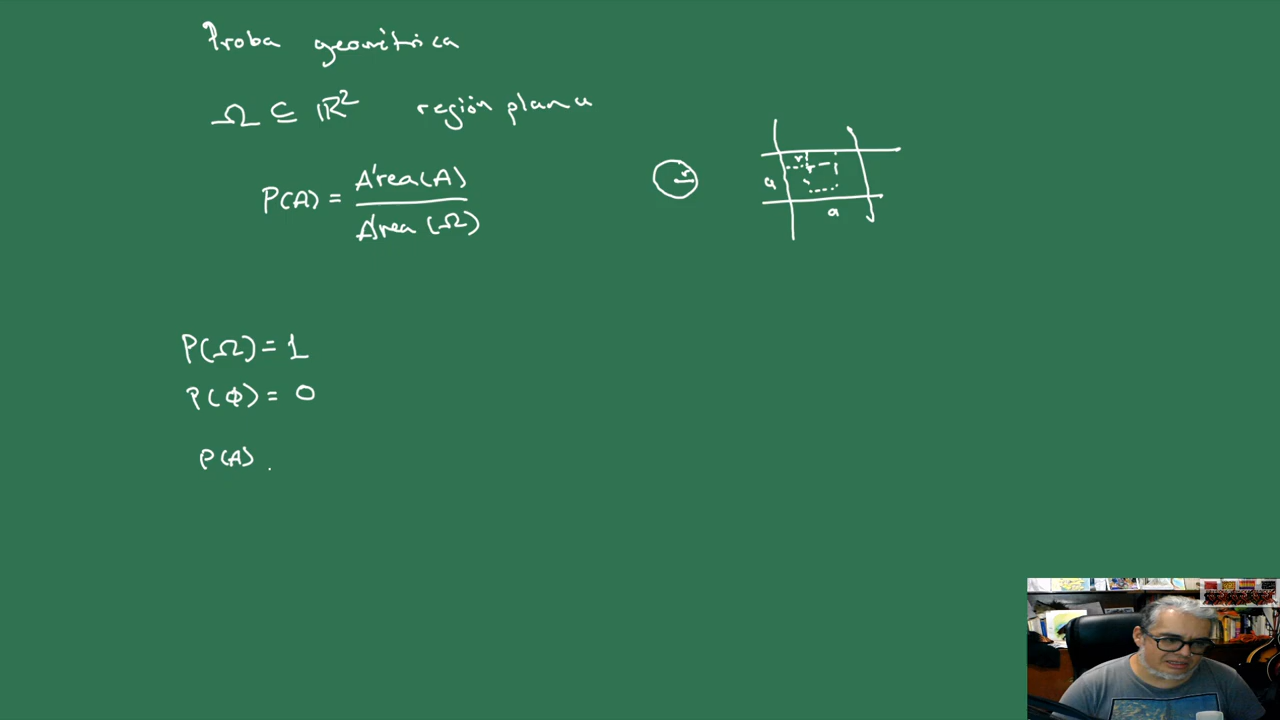 Proba geométrica
Ω ⊆ ℝ² región plana
P(A) = Área(A) / Área(Ω)
r
r
a
a
P(Ω) = 1
P(Φ) = 0
P(A)